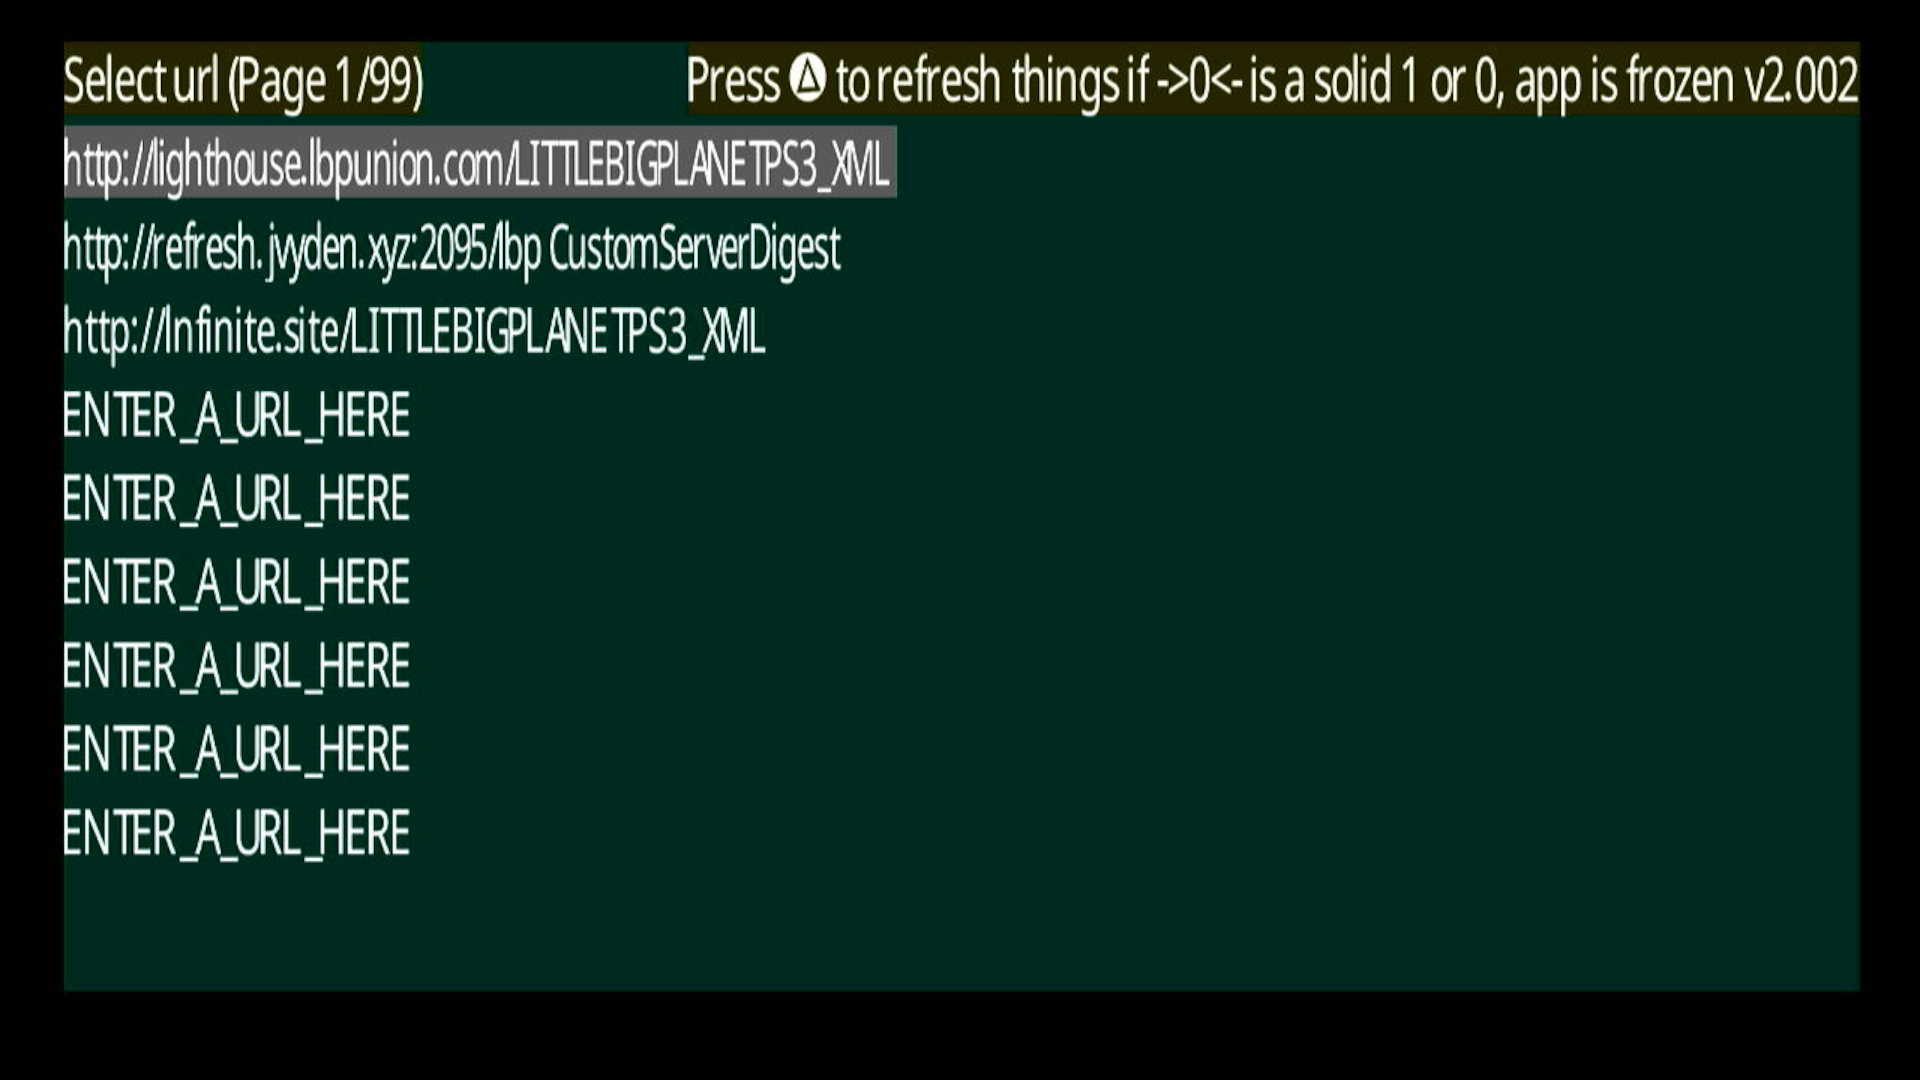 Select url (Page 1/99)
Press △ to refresh things if ->0<- is a solid 1 or 0, app is frozen v2.002
http://lighthouse.lbpunion.com/LITTLEBIGPLANETPS3_XML
http://refresh.jvyden.xyz:2095/lbp CustomServerDigest
http://lnfinite.site/LITTLEBIGPLANETPS3_XML
ENTER_A_URL_HERE
ENTER_A_URL_HERE
ENTER_A_URL_HERE
ENTER_A_URL_HERE
ENTER_A_URL_HERE
ENTER_A_URL_HERE